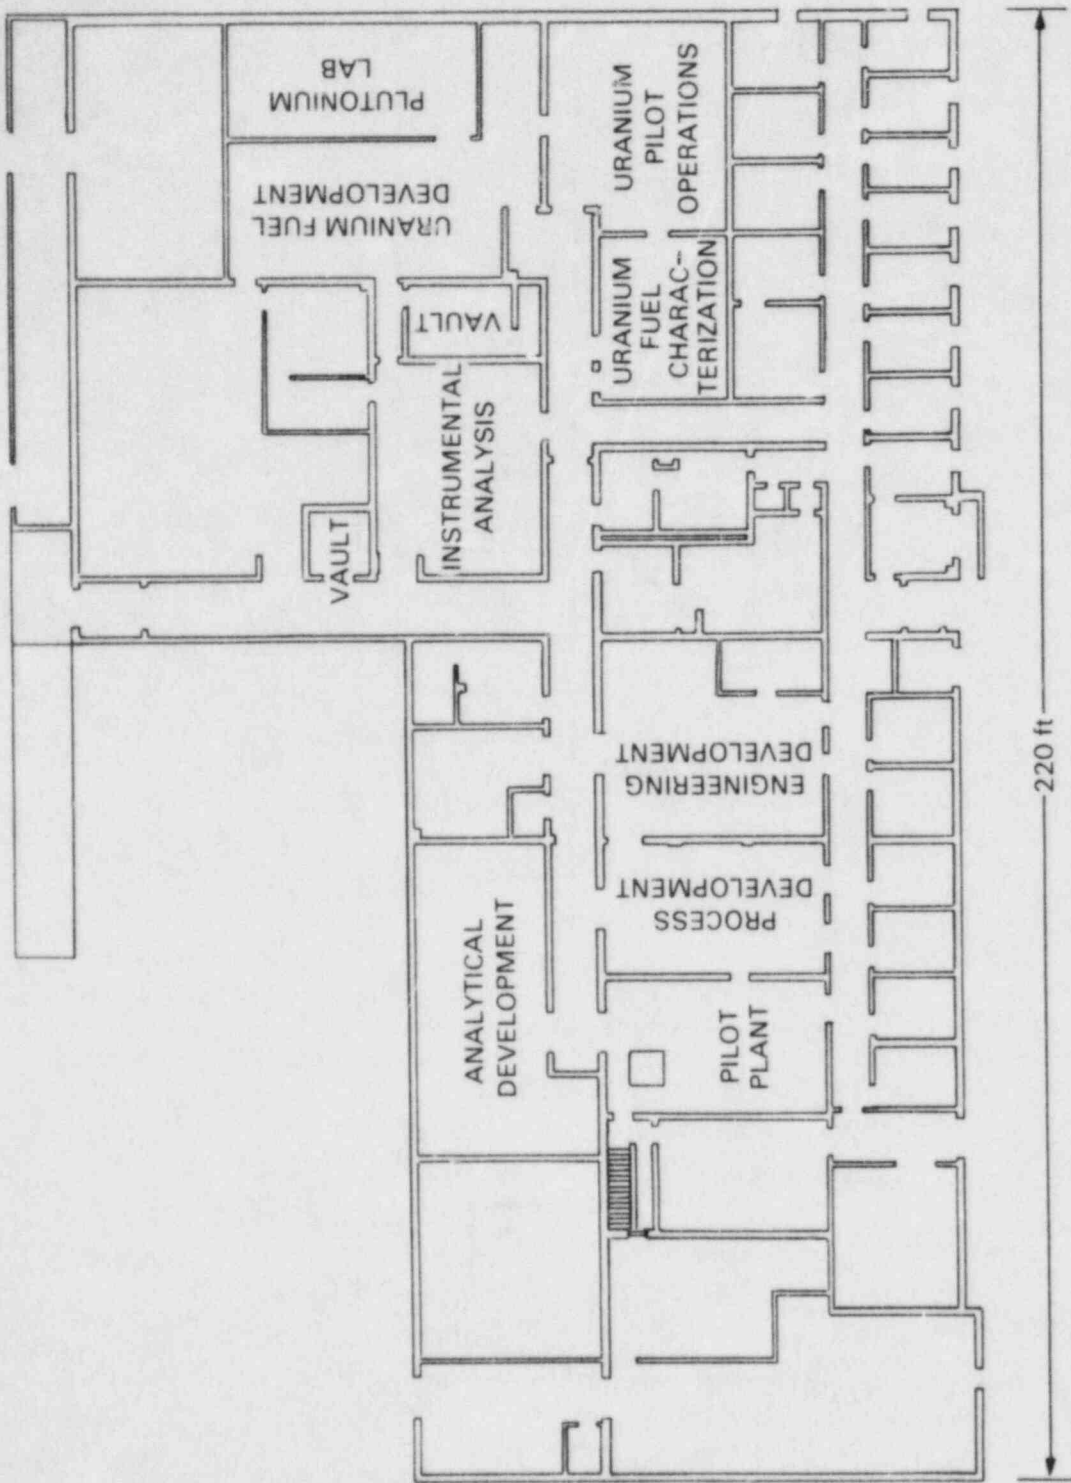 PLUTONIUM
LAB
URANIUM FUEL
DEVELOPMENT
URANIUM
PILOT
OPERATIONS
VAULT
URANIUM
FUEL
CHARAC-
TERIZATION
INSTRUMENTAL
ANALYSIS
VAULT
ENGINEERING
DEVELOPMENT
PROCESS
DEVELOPMENT
ANALYTICAL
DEVELOPMENT
PILOT
PLANT
220 ft